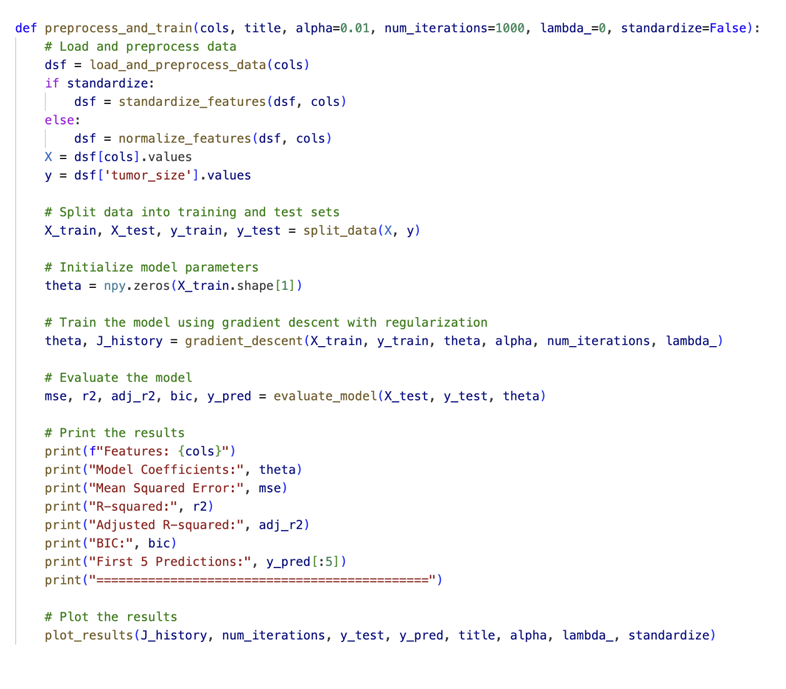 def preprocess_and_train(cols, title, alpha=0.01, num_iterations=1000, lambda_=0, standardize=False):
    # Load and preprocess data
    dsf = load_and_preprocess_data(cols)
    if standardize:
        dsf = standardize_features(dsf, cols)
    else:
        dsf = normalize_features(dsf, cols)
    X = dsf[cols].values
    y = dsf['tumor_size'].values

    # Split data into training and test sets
    X_train, X_test, y_train, y_test = split_data(X, y)

    # Initialize model parameters
    theta = npy.zeros(X_train.shape[1])

    # Train the model using gradient descent with regularization
    theta, J_history = gradient_descent(X_train, y_train, theta, alpha, num_iterations, lambda_)

    # Evaluate the model
    mse, r2, adj_r2, bic, y_pred = evaluate_model(X_test, y_test, theta)

    # Print the results
    print(f"Features: {cols}")
    print("Model Coefficients:", theta)
    print("Mean Squared Error:", mse)
    print("R-squared:", r2)
    print("Adjusted R-squared:", adj_r2)
    print("BIC:", bic)
    print("First 5 Predictions:", y_pred[:5])
    print("=============================================")

    # Plot the results
    plot_results(J_history, num_iterations, y_test, y_pred, title, alpha, lambda_, standardize)